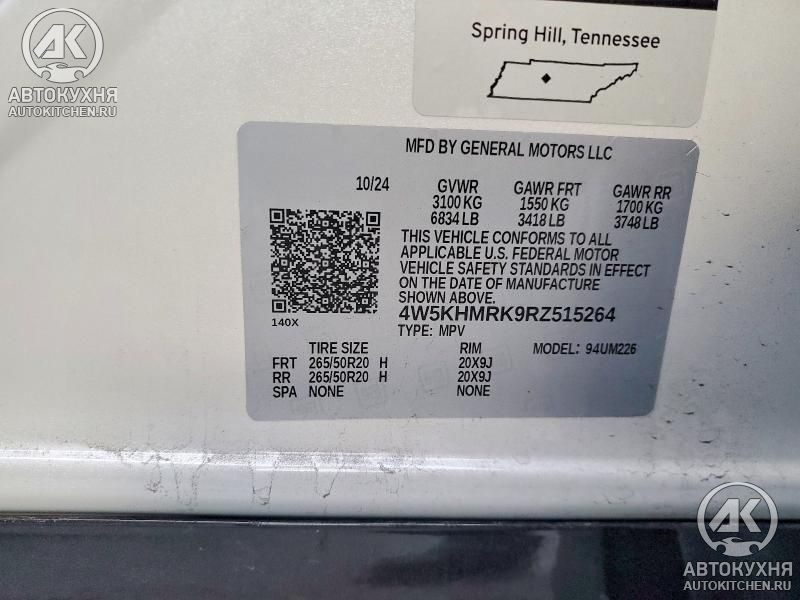 AK
АВТОКУХНЯ
AUTOKITCHEN.RU
Spring Hill, Tennessee
MFD BY GENERAL MOTORS LLC
10/24 GVWR GAWR FRT GAWR RR
3100 KG 1550 KG 1700 KG
6834 LB 3418 LB 3748 LB
THIS VEHICLE CONFORMS TO ALL
APPLICABLE U.S. FEDERAL MOTOR
VEHICLE SAFETY STANDARDS IN EFFECT
ON THE DATE OF MANUFACTURE
SHOWN ABOVE.
140X
4W5KHMRK9RZ515264
TYPE: MPV
TIRE SIZE RIM MODEL: 94UM226
FRT 265/50R20 H 20X9J
RR 265/50R20 H 20X9J
SPA NONE NONE
AK
АВТОКУХНЯ
AUTOKITCHEN.RU